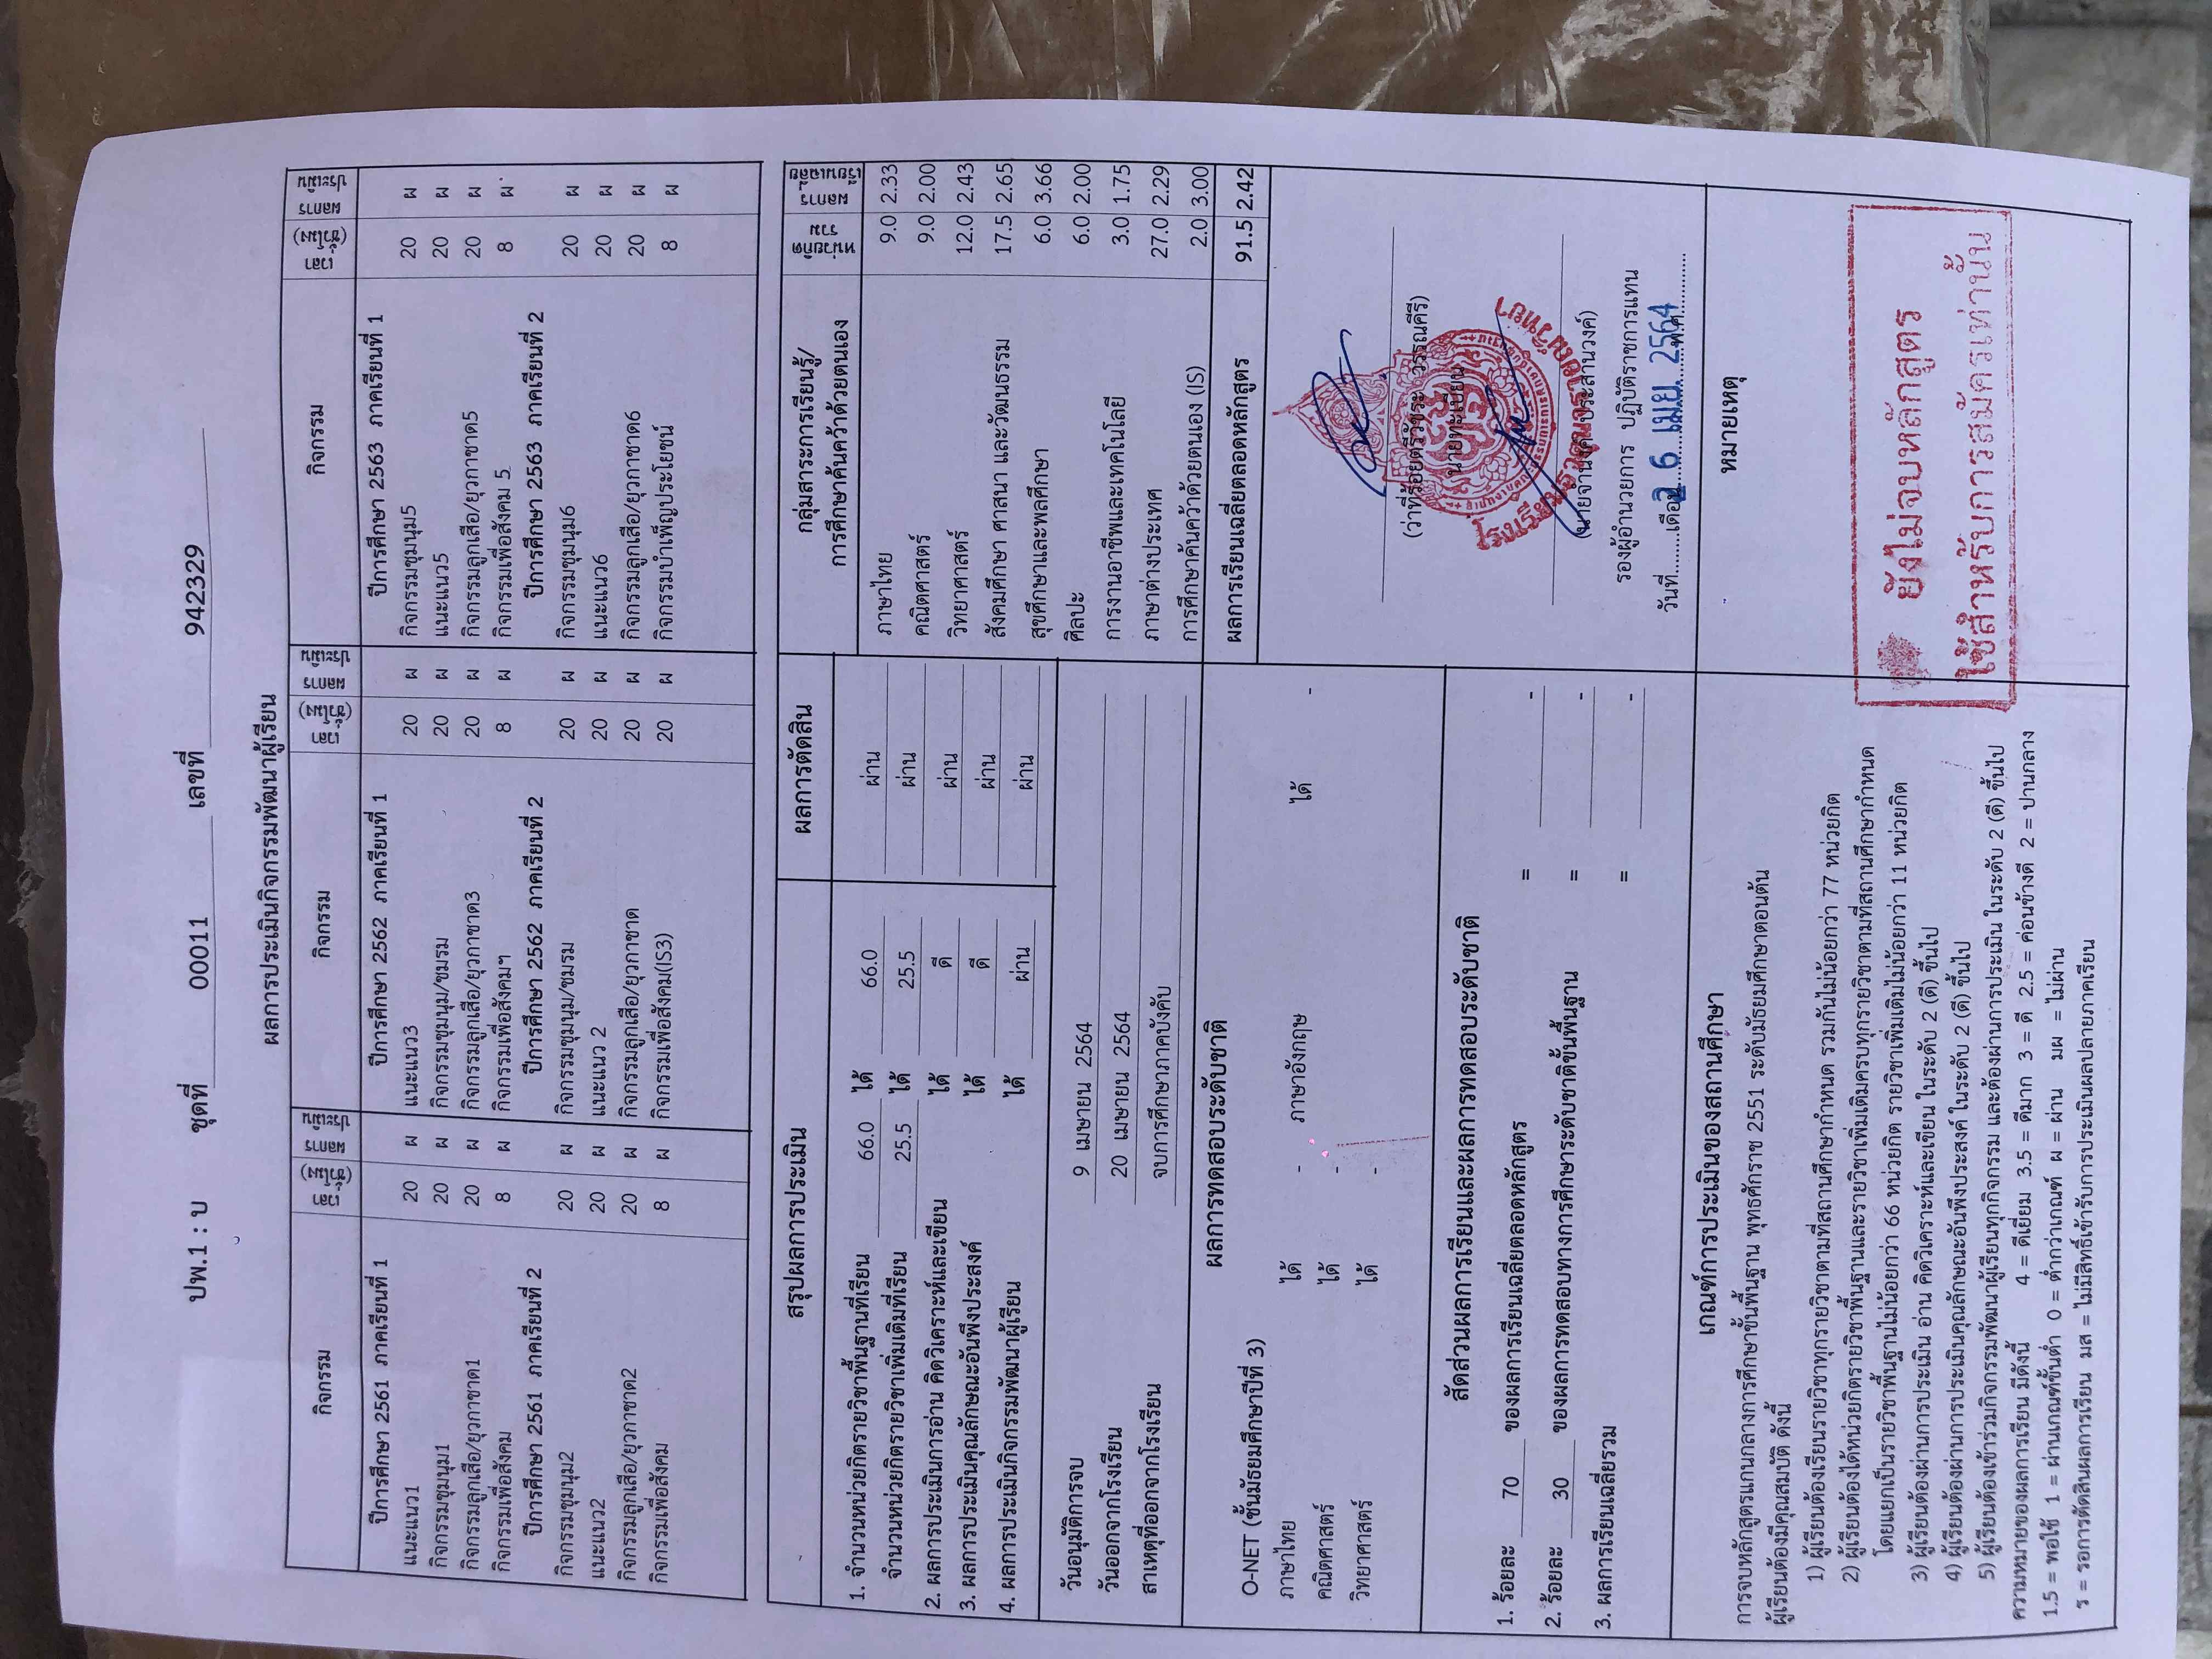 ปพ.1 : บ ชุดที่ 00011 เลขที่ 942329
ผลการประเมินกิจกรรมพัฒนาผู้เรียน
กิจกรรม เวลา (ชั่วโมง) ผลการประเมิน กิจกรรม เวลา (ชั่วโมง) ผลการประเมิน กิจกรรม เวลา (ชั่วโมง) ผลการประเมิน
ปีการศึกษา 2561 ภาคเรียนที่ 1 ปีการศึกษา 2562 ภาคเรียนที่ 1 ปีการศึกษา 2563 ภาคเรียนที่ 1
แนะแนว1 20 ผ แนะแนว3 20 ผ กิจกรรมชุมนุม5 20 ผ
กิจกรรมชุมนุม1 20 ผ กิจกรรมชุมนุม/ชมรม 20 ผ แนะแนว5 20 ผ
กิจกรรมลูกเสือ/ยุวกาชาด1 20 ผ กิจกรรมลูกเสือ/ยุวกาชาด3 20 ผ กิจกรรมลูกเสือ/ยุวกาชาด5 20 ผ
กิจกรรมเพื่อสังคม 8 ผ กิจกรรมเพื่อสังคมฯ 8 ผ กิจกรรมเพื่อสังคม 5 8 ผ
ปีการศึกษา 2561 ภาคเรียนที่ 2 ปีการศึกษา 2562 ภาคเรียนที่ 2 ปีการศึกษา 2563 ภาคเรียนที่ 2
กิจกรรมชุมนุม2 20 ผ กิจกรรมชุมนุม/ชมรม 20 ผ กิจกรรมชุมนุม6 20 ผ
แนะแนว2 20 ผ แนะแนว 2 20 ผ แนะแนว6 20 ผ
กิจกรรมลูกเสือ/ยุวกาชาด2 20 ผ กิจกรรมลูกเสือ/ยุวกาชาด 20 ผ กิจกรรมลูกเสือ/ยุวกาชาด6 20 ผ
กิจกรรมเพื่อสังคม 8 ผ กิจกรรมเพื่อสังคม(IS3) 20 ผ กิจกรรมบำเพ็ญประโยชน์ 8 ผ
สรุปผลการประเมิน ผลการตัดสิน
1. จำนวนหน่วยกิตรายวิชาพื้นฐานที่เรียน 66.0 ได้ 66.0 ผ่าน
จำนวนหน่วยกิตรายวิชาเพิ่มเติมที่เรียน 25.5 ได้ 25.5 ผ่าน
2. ผลการประเมินการอ่าน คิดวิเคราะห์และเขียน ได้ ดี ผ่าน
3. ผลการประเมินคุณลักษณะอันพึงประสงค์ ได้ ดี ผ่าน
4. ผลการประเมินกิจกรรมพัฒนาผู้เรียน ได้ ผ่าน ผ่าน
วันอนุมัติการจบ 9 เมษายน 2564
วันออกจากโรงเรียน 20 เมษายน 2564
สาเหตุที่ออกจากโรงเรียน จบการศึกษาภาคบังคับ
กลุ่มสาระการเรียนรู้/
การศึกษาค้นคว้าด้วยตนเอง หน่วยกิตรวม ผลการเรียนเฉลี่ย
ภาษาไทย 9.0 2.33
คณิตศาสตร์ 9.0 2.00
วิทยาศาสตร์ 12.0 2.43
สังคมศึกษา ศาสนา และวัฒนธรรม 17.5 2.65
สุขศึกษาและพลศึกษา 6.0 3.66
ศิลปะ 6.0 2.00
การงานอาชีพและเทคโนโลยี 3.0 1.75
ภาษาต่างประเทศ 27.0 2.29
การศึกษาค้นคว้าด้วยตนเอง (IS) 2.0 3.00
ผลการเรียนเฉลี่ยตลอดหลักสูตร 91.5 2.42
ผลการทดสอบระดับชาติ
O-NET (ชั้นมัธยมศึกษาปีที่ 3)
ภาษาไทย ได้ - ภาษาอังกฤษ ได้ -
คณิตศาสตร์ ได้ -
วิทยาศาสตร์ ได้ -
สัดส่วนผลการเรียนและผลการทดสอบระดับชาติ
1. ร้อยละ 70 ของผลการเรียนเฉลี่ยตลอดหลักสูตร = -
2. ร้อยละ 30 ของผลการทดสอบทางการศึกษาระดับชาติขั้นพื้นฐาน = -
3. ผลการเรียนเฉลี่ยรวม = -
(ว่าที่ร้อยตรีวัชระ วรรณคีรี)
นายทะเบียน
รองผู้อำนวยการ ปฏิบัติราชการแทน
วันที่ เดือน พ.ศ.
2 6 เมย. 2564
เกณฑ์การประเมินของสถานศึกษา
การจบหลักสูตรแกนกลางการศึกษาขั้นพื้นฐาน พุทธศักราช 2551 ระดับมัธยมศึกษาตอนต้น
ผู้เรียนต้องมีคุณสมบัติ ดังนี้
1) ผู้เรียนต้องเรียนรายวิชาทุกรายวิชาตามที่สถานศึกษากำหนด รวมกันไม่น้อยกว่า 77 หน่วยกิต
2) ผู้เรียนต้องได้หน่วยกิตรายวิชาพื้นฐานและรายวิชาเพิ่มเติมครบทุกรายวิชาตามที่สถานศึกษากำหนด
โดยแยกเป็นรายวิชาพื้นฐานไม่น้อยกว่า 66 หน่วยกิต รายวิชาเพิ่มเติมไม่น้อยกว่า 11 หน่วยกิต
3) ผู้เรียนต้องผ่านการประเมิน อ่าน คิดวิเคราะห์และเขียน ในระดับ 2 (ดี) ขึ้นไป
4) ผู้เรียนต้องผ่านการประเมินคุณลักษณะอันพึงประสงค์ ในระดับ 2 (ดี) ขึ้นไป
5) ผู้เรียนต้องเข้าร่วมกิจกรรมพัฒนาผู้เรียนทุกกิจกรรม และต้องผ่านการประเมิน ในระดับ 2 (ดี) ขึ้นไป
ความหมายของผลการเรียน มีดังนี้ 4 = ดีเยี่ยม 3.5 = ดีมาก 3 = ดี 2.5 = ค่อนข้างดี 2 = ปานกลาง
1.5 = พอใช้ 1 = ผ่านเกณฑ์ขั้นต่ำ 0 = ต่ำกว่าเกณฑ์ ผ = ผ่าน มผ = ไม่ผ่าน
ร = รอการตัดสินผลการเรียน มส = ไม่มีสิทธิ์เข้ารับการประเมินผลปลายภาคเรียน
หมายเหตุ
ยังไม่จบหลักสูตร
ใช้สำหรับการสมัครเท่านั้น